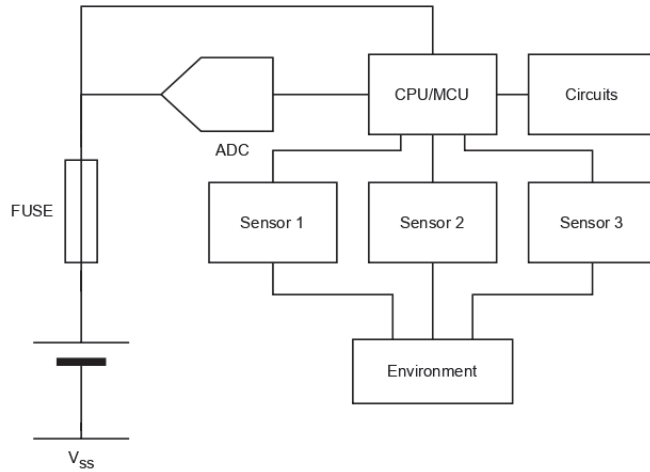 CPU/MCU
Circuits
ADC
FUSE
Sensor 1
Sensor 2
Sensor 3
Environment
VSS